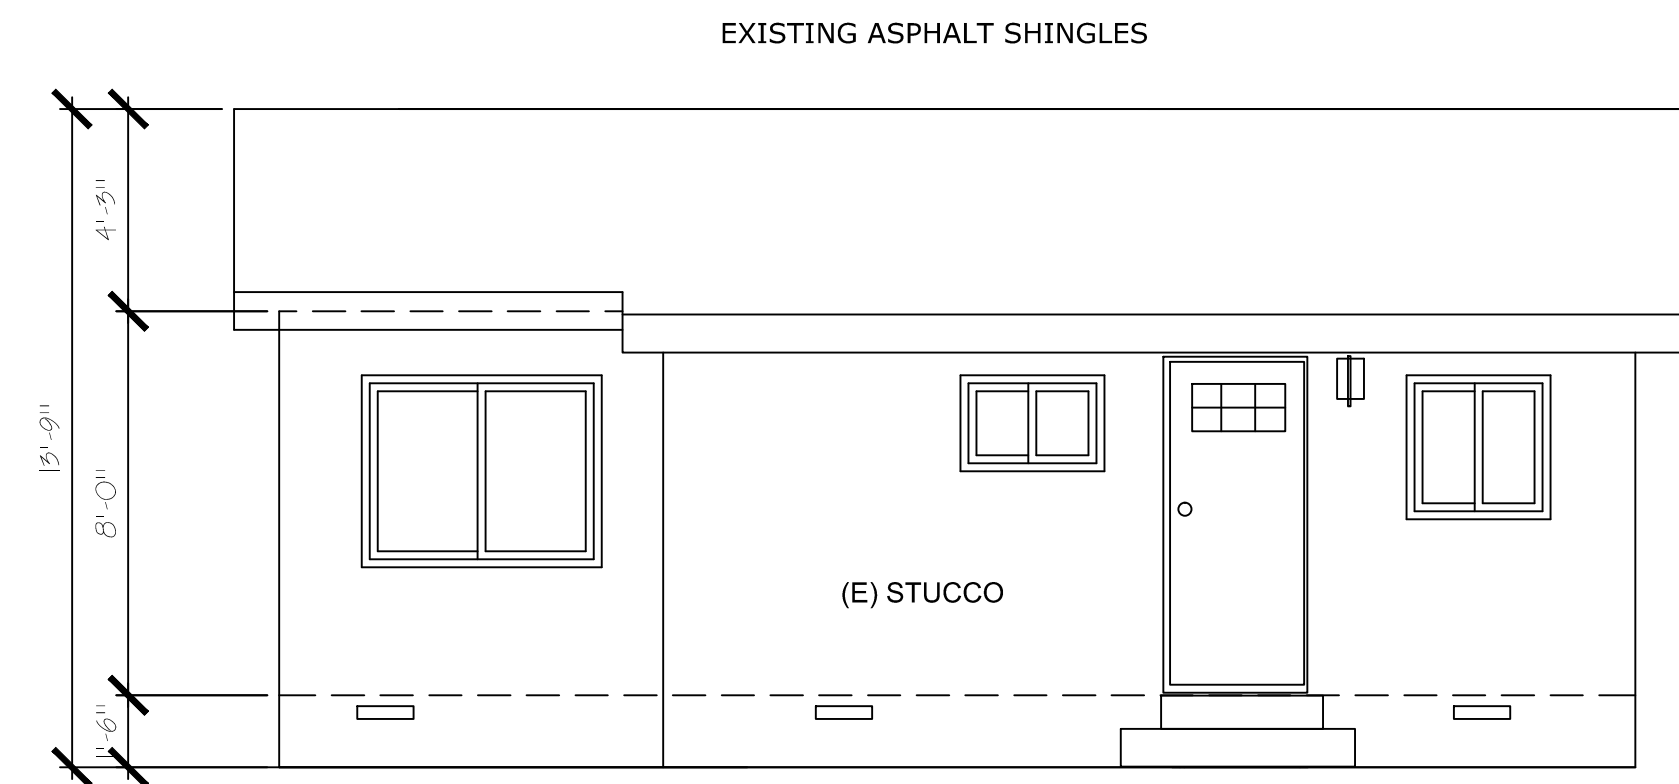 EXISTING ASPHALT SHINGLES
4'-3"
13'-9"
8'-0"
(E) STUCCO
1'-6"